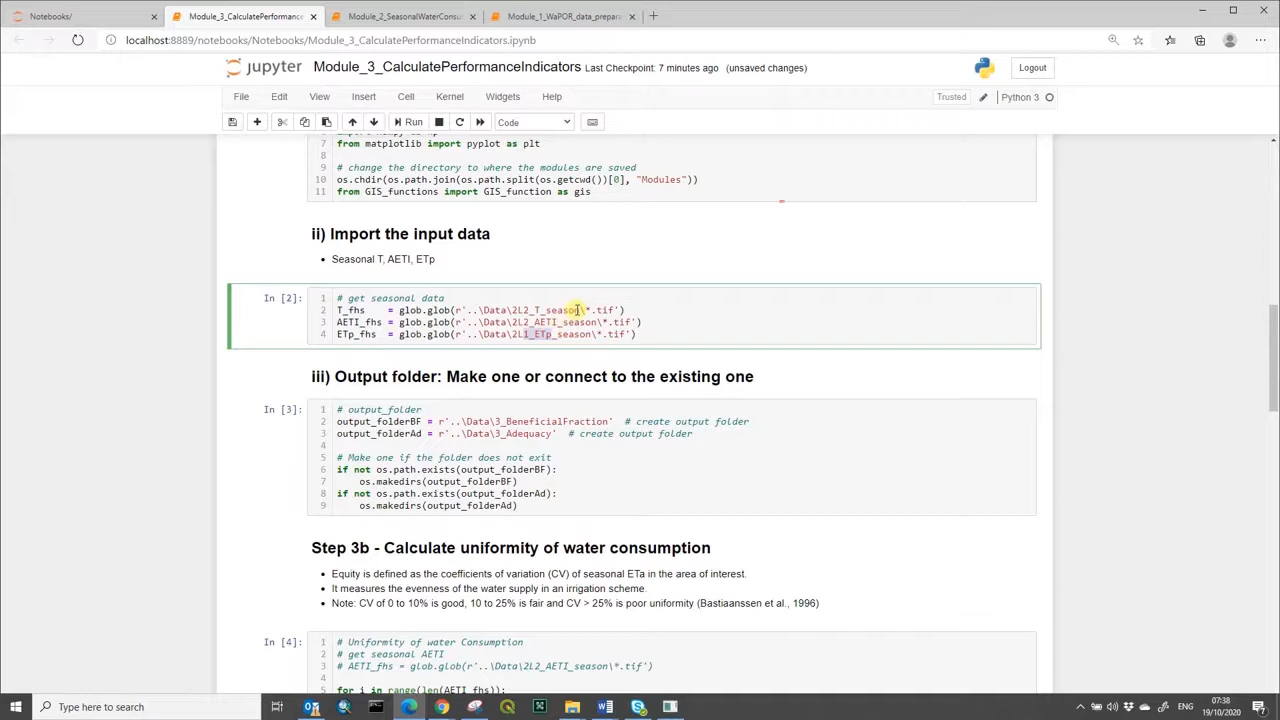 Notebooks/
Module_3_CalculatePerformance
Module_2_SeasonalWaterConsu
Module_1_WaPOR_data_prepara
localhost:8889/notebooks/Notebooks/Module_3_CalculatePerformanceIndicators.ipynb
jupyter Module_3_CalculatePerformanceIndicators Last Checkpoint: 7 minutes ago (unsaved changes) Logout
File Edit View Insert Cell Kernel Widgets Help Trusted Python 3
Run Code
7 from matplotlib import pyplot as plt
8
9 # change the directory to where the modules are saved
10 os.chdir(os.path.join(os.path.split(os.getcwd())[0], "Modules"))
11 from GIS_functions import GIS_function as gis
ii) Import the input data
• Seasonal T, AETI, ETp
In [2]: 1 # get seasonal data
2 T_fhs = glob.glob(r'..\Data\2L2_T_season\*.tif')
3 AETI_fhs = glob.glob(r'..\Data\2L2_AETI_season\*.tif')
4 ETp_fhs = glob.glob(r'..\Data\2L1_ETp_season\*.tif')
iii) Output folder: Make one or connect to the existing one
In [3]: 1 # output_folder
2 output_folderBF = r'..\Data\3_BeneficialFraction' # create output folder
3 output_folderAd = r'..\Data\3_Adequacy' # create output folder
4
5 # Make one if the folder does not exit
6 if not os.path.exists(output_folderBF):
7 os.makedirs(output_folderBF)
8 if not os.path.exists(output_folderAd):
9 os.makedirs(output_folderAd)
Step 3b - Calculate uniformity of water consumption
• Equity is defined as the coefficients of variation (CV) of seasonal ETa in the area of interest.
• It measures the evenness of the water supply in an irrigation scheme.
• Note: CV of 0 to 10% is good, 10 to 25% is fair and CV > 25% is poor uniformity (Bastiaanssen et al., 1996)
In [4]: 1 # Uniformity of water Consumption
2 # get seasonal AETI
3 # AETI_fhs = glob.glob(r'..\Data\2L2_AETI_season\*.tif')
4
5 for i in range(len(AETI_fhs)):
Type here to search
ENG
07:38
19/10/2020